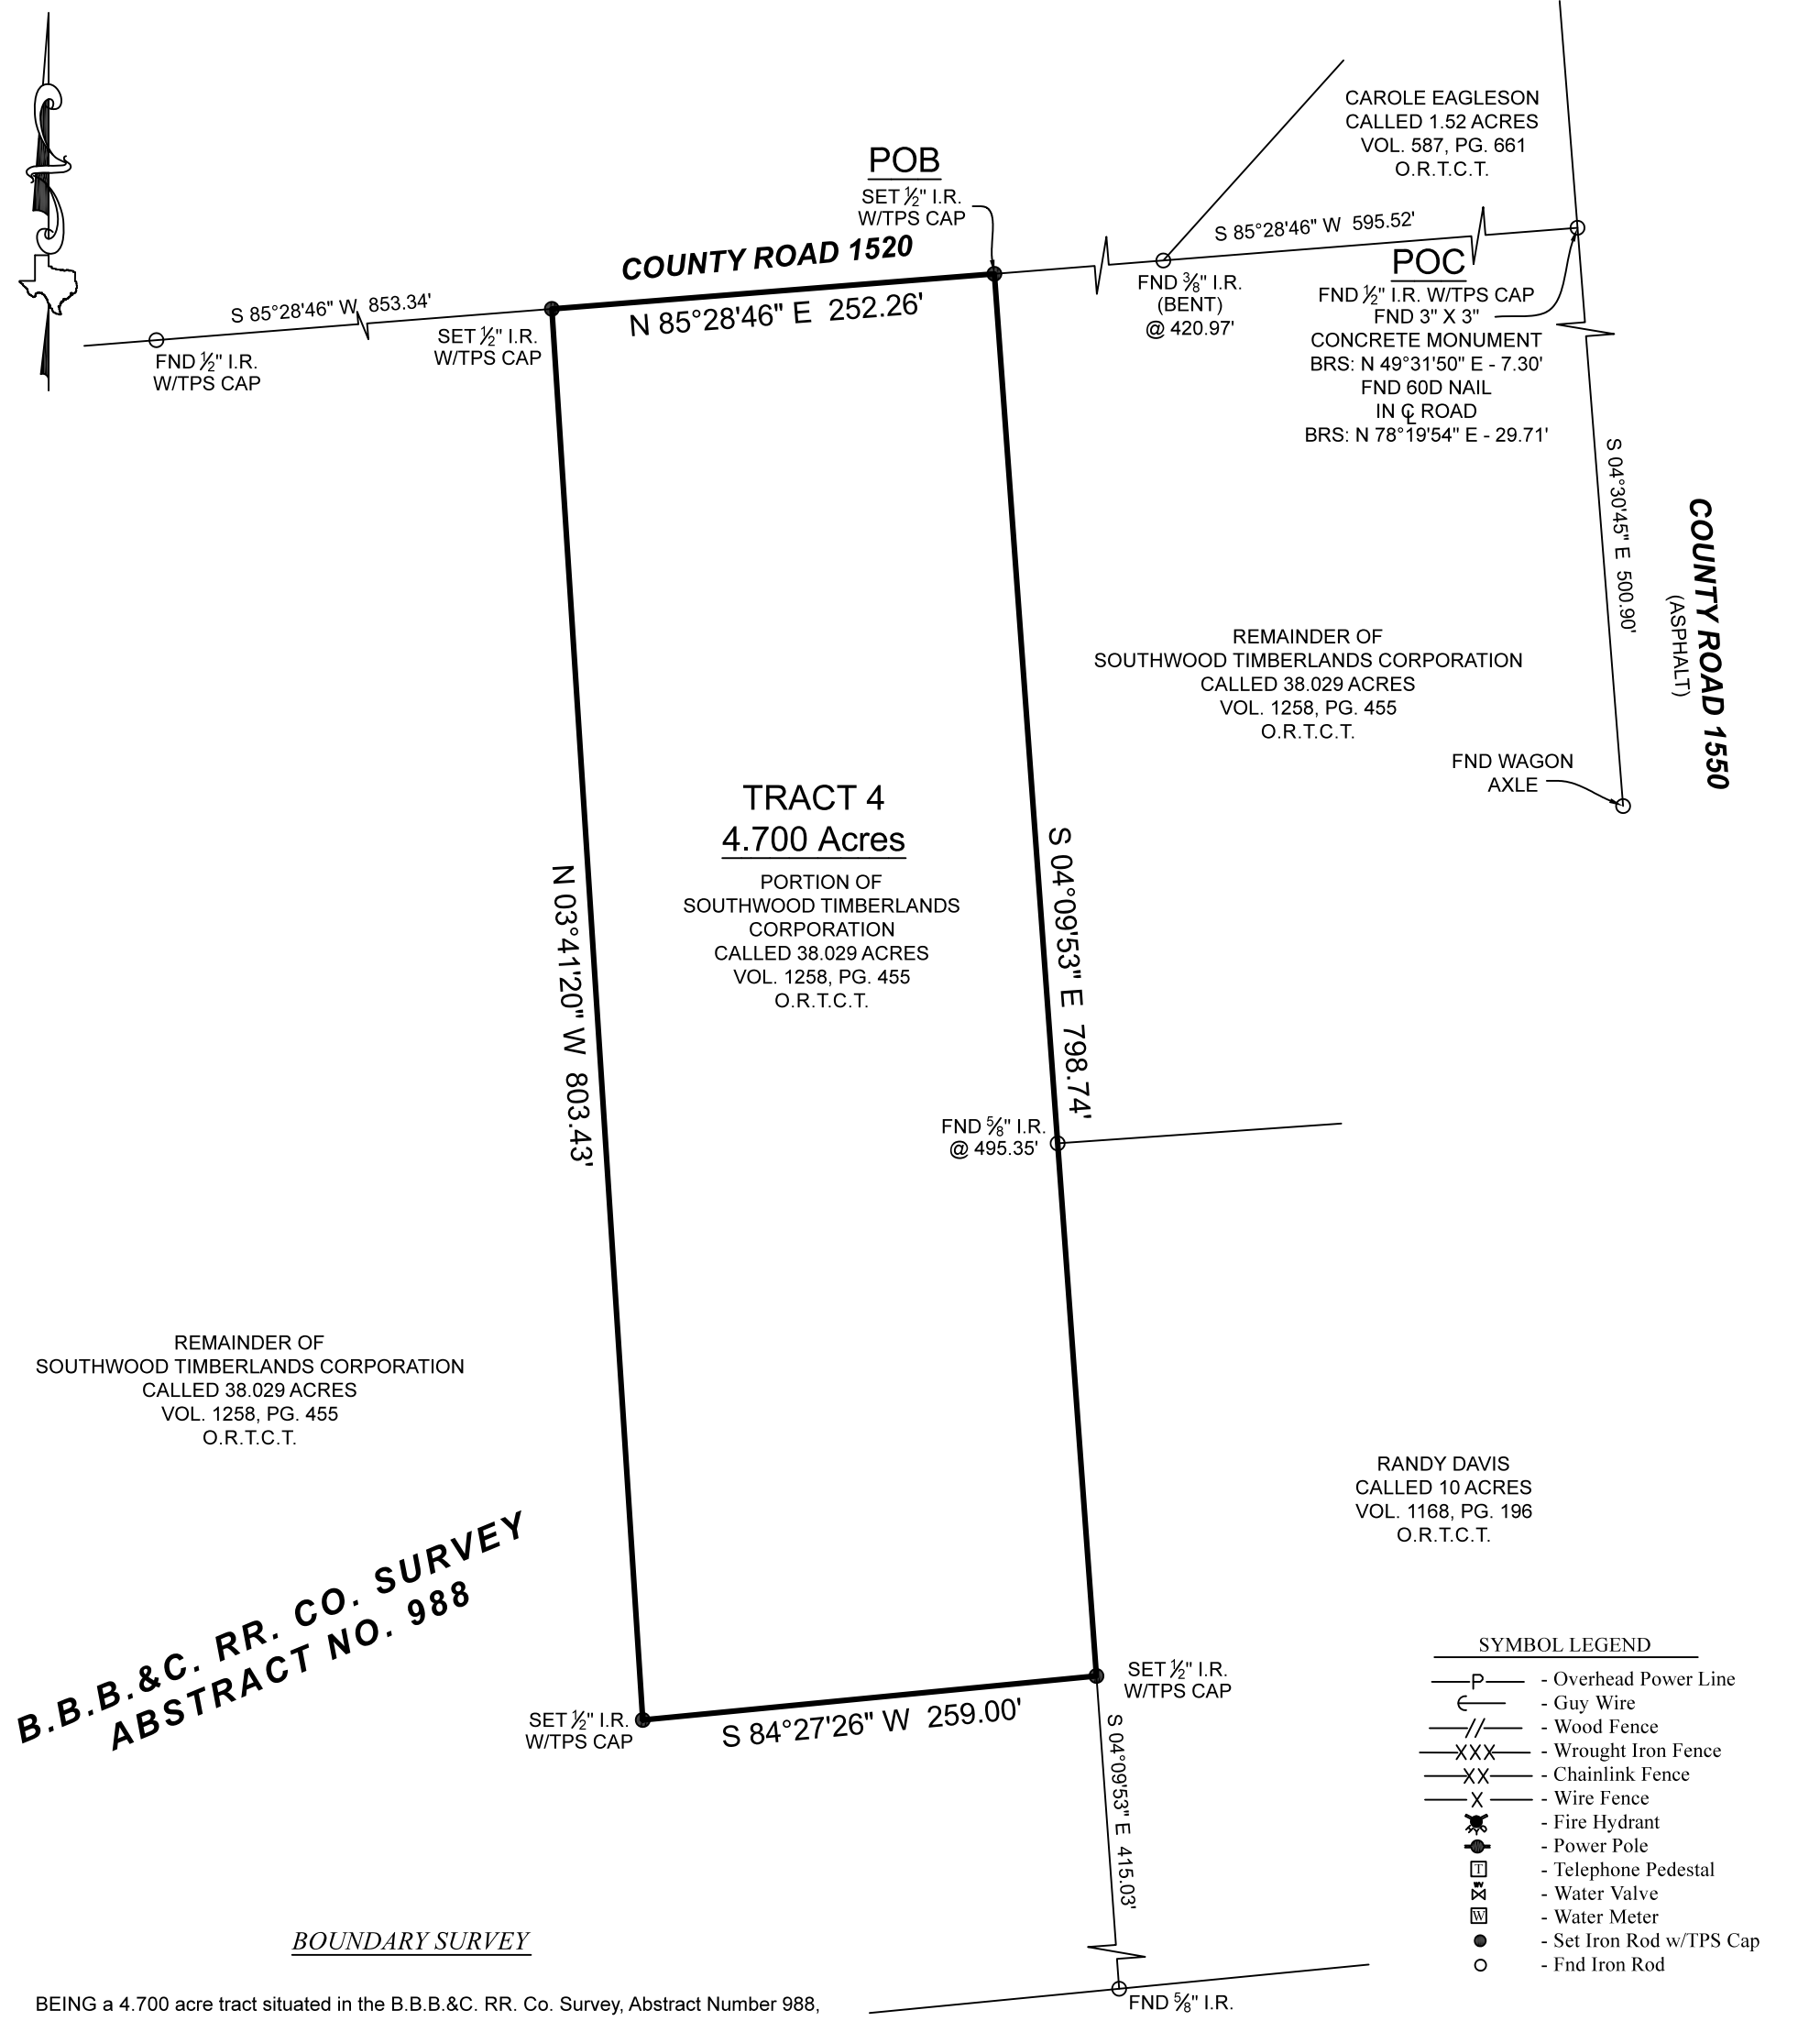 CAROLE EAGLESON
CALLED 1.52 ACRES
VOL. 587, PG. 661
O.R.T.C.T.
POB
SET ½" I.R.
W/TPS CAP
COUNTY ROAD 1520
S 85°28'46" W 595.52'
POC
FND ½" I.R. W/TPS CAP
FND 3" X 3"
CONCRETE MONUMENT
BRS: N 49°31'50" E - 7.30'
FND 60D NAIL
IN ℄ ROAD
BRS: N 78°19'54" E - 29.71'
FND ⅜" I.R.
(BENT)
@ 420.97'
N 85°28'46" E 252.26'
S 85°28'46" W 853.34'
SET ½" I.R.
W/TPS CAP
FND ½" I.R.
W/TPS CAP
S 04°30'45" E 500.90'
COUNTY ROAD 1550
(ASPHALT)
REMAINDER OF
SOUTHWOOD TIMBERLANDS CORPORATION
CALLED 38.029 ACRES
VOL. 1258, PG. 455
O.R.T.C.T.
FND WAGON
AXLE
TRACT 4
4.700 Acres
PORTION OF
SOUTHWOOD TIMBERLANDS
CORPORATION
CALLED 38.029 ACRES
VOL. 1258, PG. 455
O.R.T.C.T.
N 03°41'20" W 803.43'
S 04°09'53" E 798.74'
FND ⅝" I.R.
@ 495.35'
REMAINDER OF
SOUTHWOOD TIMBERLANDS CORPORATION
CALLED 38.029 ACRES
VOL. 1258, PG. 455
O.R.T.C.T.
RANDY DAVIS
CALLED 10 ACRES
VOL. 1168, PG. 196
O.R.T.C.T.
B.B.B.&C. RR. CO. SURVEY
ABSTRACT NO. 988
SET ½" I.R.
W/TPS CAP
S 84°27'26" W 259.00'
SET ½" I.R.
W/TPS CAP
S 04°09'53" E 415.03'
FND ⅝" I.R.
SYMBOL LEGEND
P - Overhead Power Line
- Guy Wire
// - Wood Fence
XXX - Wrought Iron Fence
XX - Chainlink Fence
X - Wire Fence
- Fire Hydrant
- Power Pole
T - Telephone Pedestal
WV - Water Valve
W - Water Meter
- Set Iron Rod w/TPS Cap
- Fnd Iron Rod
BOUNDARY SURVEY
BEING a 4.700 acre tract situated in the B.B.B.&C. RR. Co. Survey, Abstract Number 988,